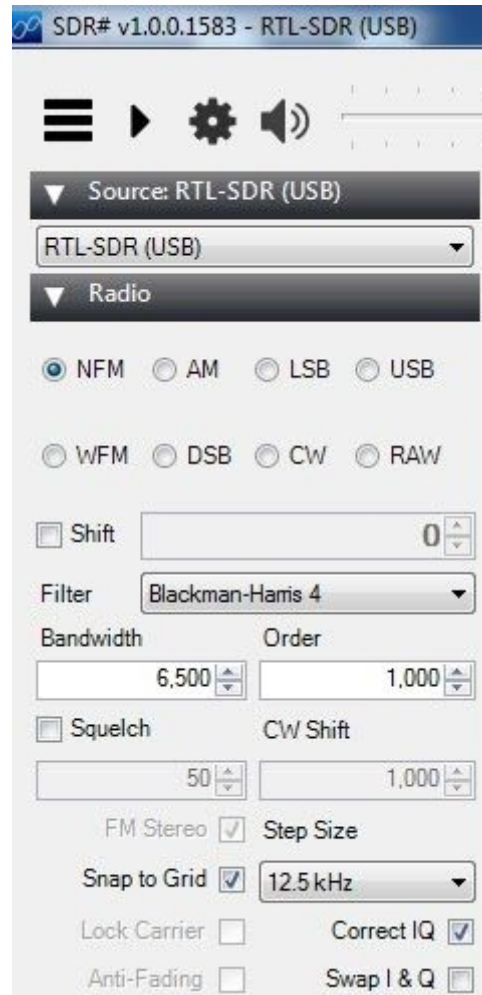 SDR# v1.0.0.1583 - RTL-SDR (USB)
Source: RTL-SDR (USB)
RTL-SDR (USB)
Radio
NFM AM LSB USB
WFM DSB CW RAW
Shift 0
Filter Blackman-Harris 4
Bandwidth Order
6,500 1,000
Squelch CW Shift
50 1,000
FM Stereo Step Size
Snap to Grid 12.5 kHz
Lock Carrier Correct IQ
Anti-Fading Swap I & Q